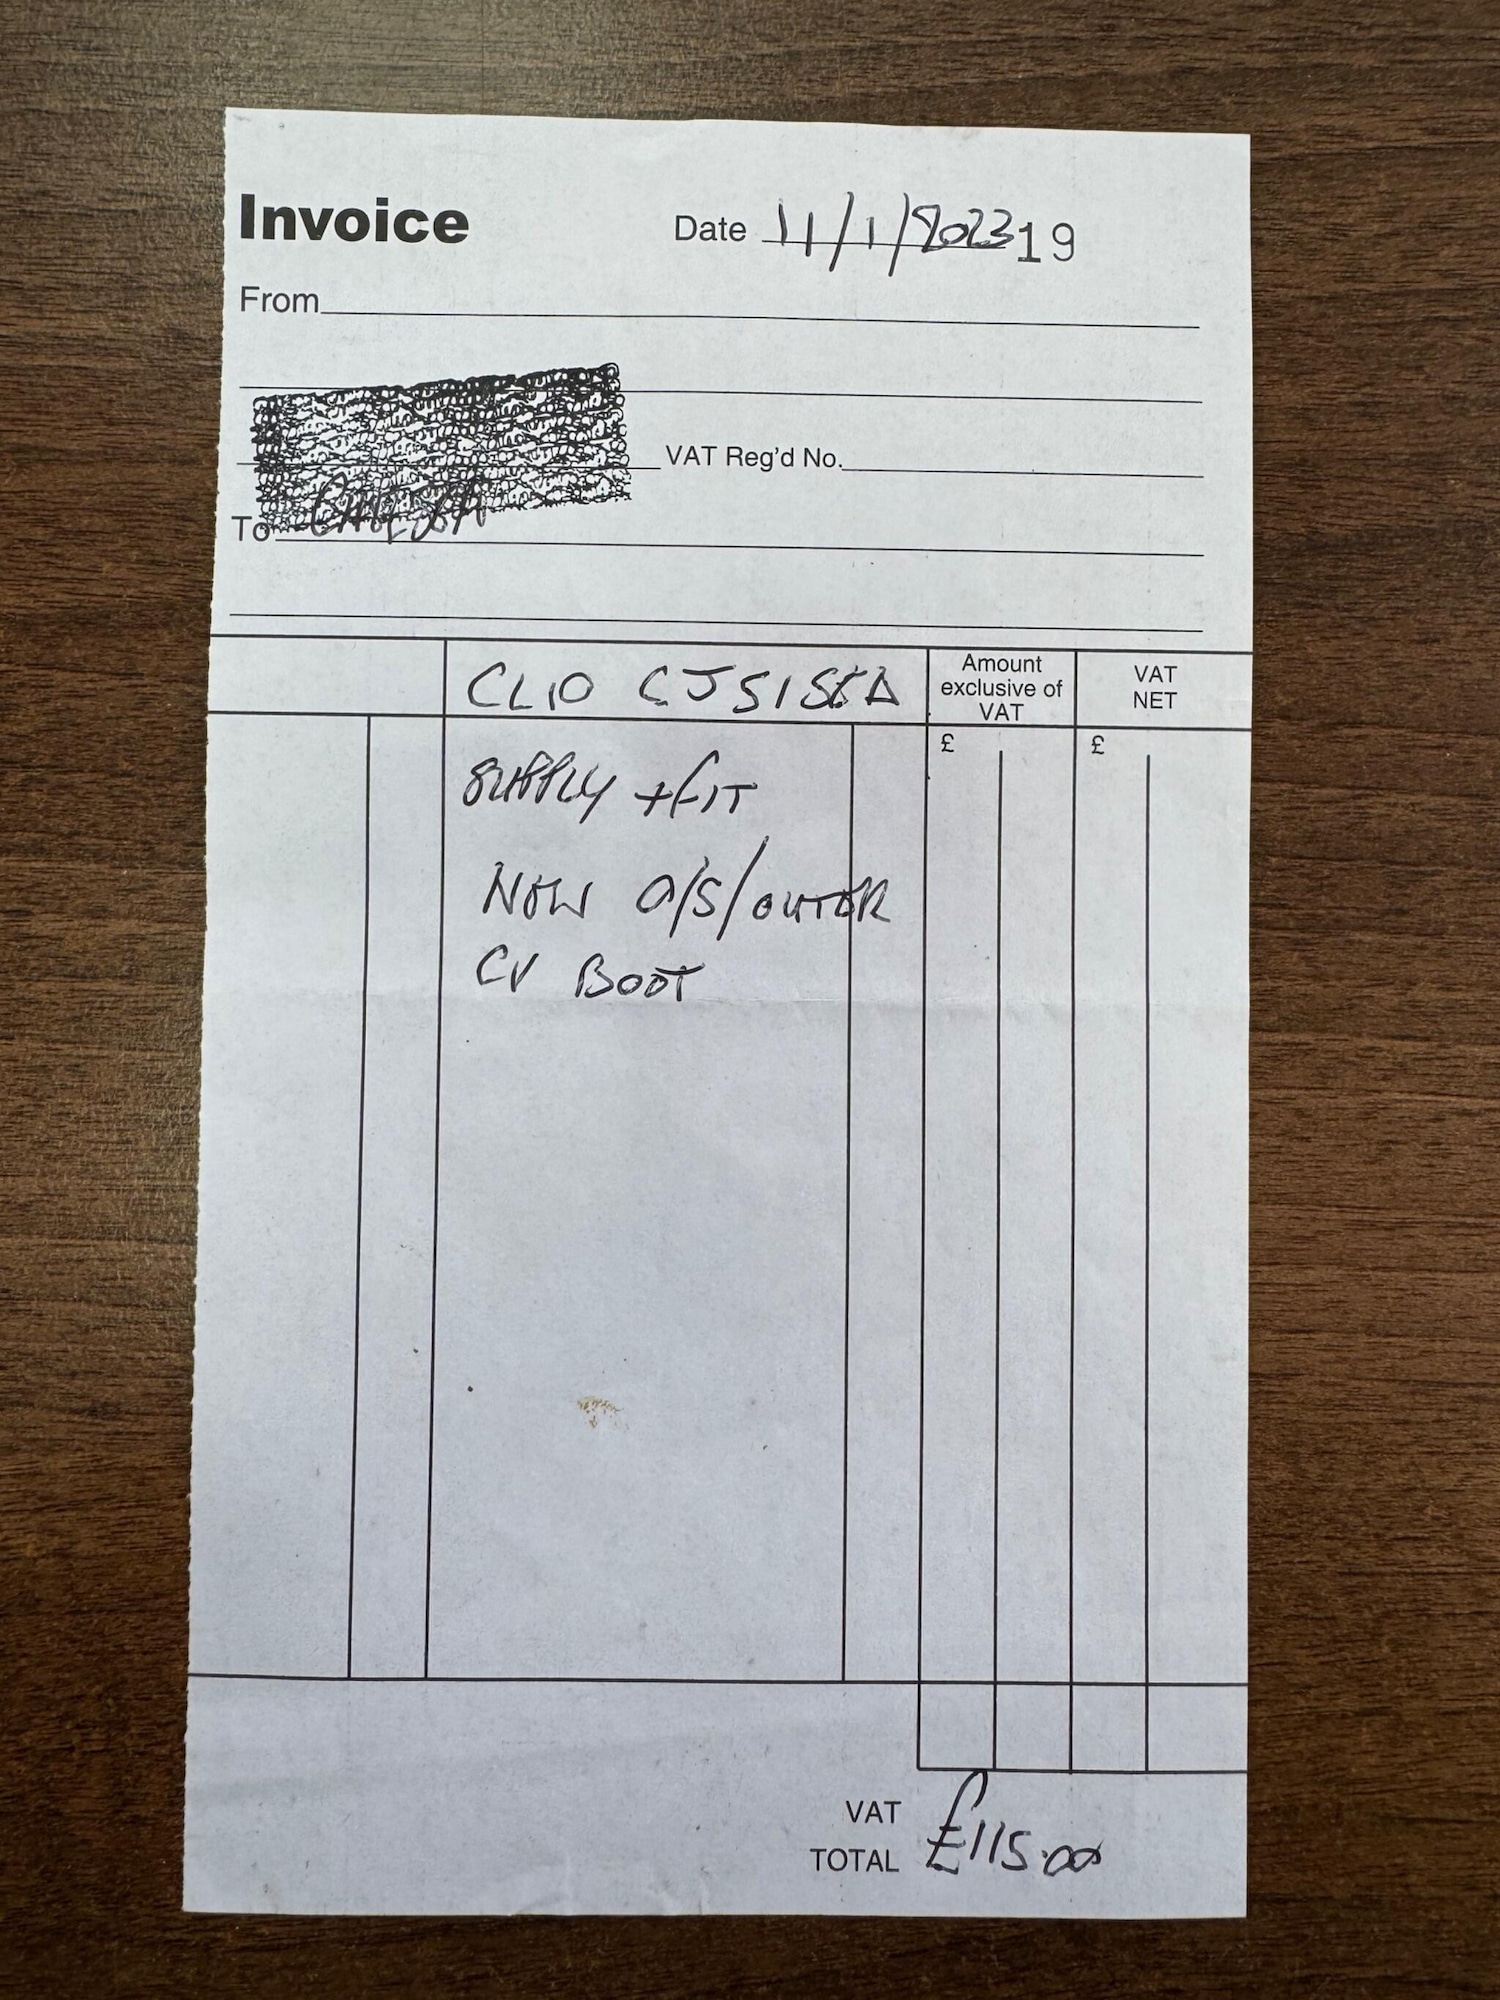 Invoice
Date 11/1/2023 19
From
VAT Reg'd No.
To
CLIO
Amount exclusive of VAT
VAT NET
£ £
SUPPLY + FIT
NEW O/S/OUTER
CV BOOT
VAT
TOTAL £115.00